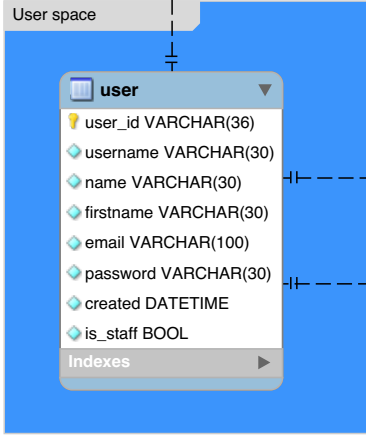 User space
user
user_id VARCHAR(36)
username VARCHAR(30)
name VARCHAR(30)
firstname VARCHAR(30)
email VARCHAR(100)
password VARCHAR(30)
created DATETIME
is_staff BOOL
Indexes